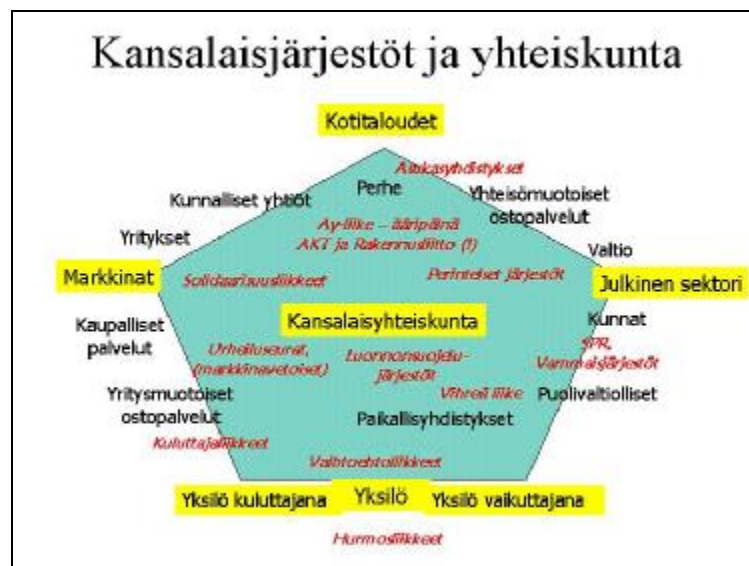 Kansalaisjärjestöt ja yhteiskunta
Kotitaloudet
Asukasyhdistykset
Perhe
Kunnalliset yhtiöt
Yhteisömuotoiset
ostopalvelut
Ay-liike – ääripäinä
AKT ja Rakennusliitto (!)
Yritykset
Valtio
Markkinat
Solidaarisuusliikkeet
Perinteiset järjestöt
Julkinen sektori
Kansalaisyhteiskunta
Kaupalliset
palvelut
Kunnat
SPR,
Vammaisjärjestöt
Urheiluseurat,
(markkinavetoiset)
Luonnonsuojelu-
järjestöt
Yritysmuotoiset
ostopalvelut
Vihreä liike
Puolivaltiolliset
Paikallisyhdistykset
Kuluttajaliikkeet
Vaihtoehtoliikkeet
Yksilö kuluttajana
Yksilö
Yksilö vaikuttajana
Hurmosliikkeet